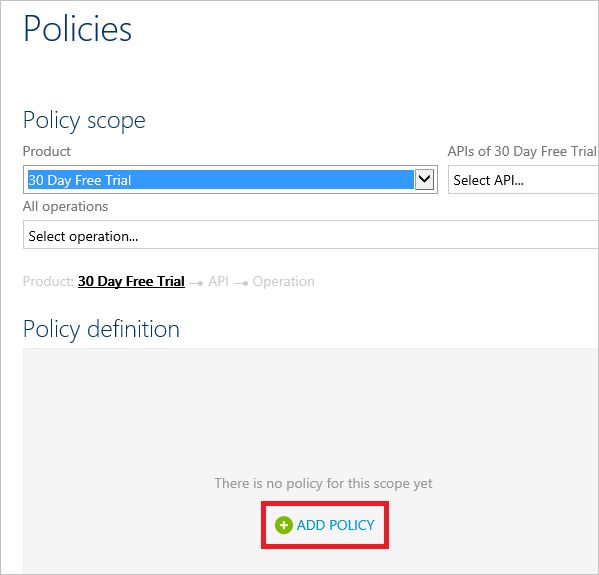 Policies
Policy scope
Product
APIs of 30 Day Free Trial
30 Day Free Trial
Select API...
All operations
Select operation...
Product: 30 Day Free Trial API Operation
Policy definition
There is no policy for this scope yet
ADD POLICY